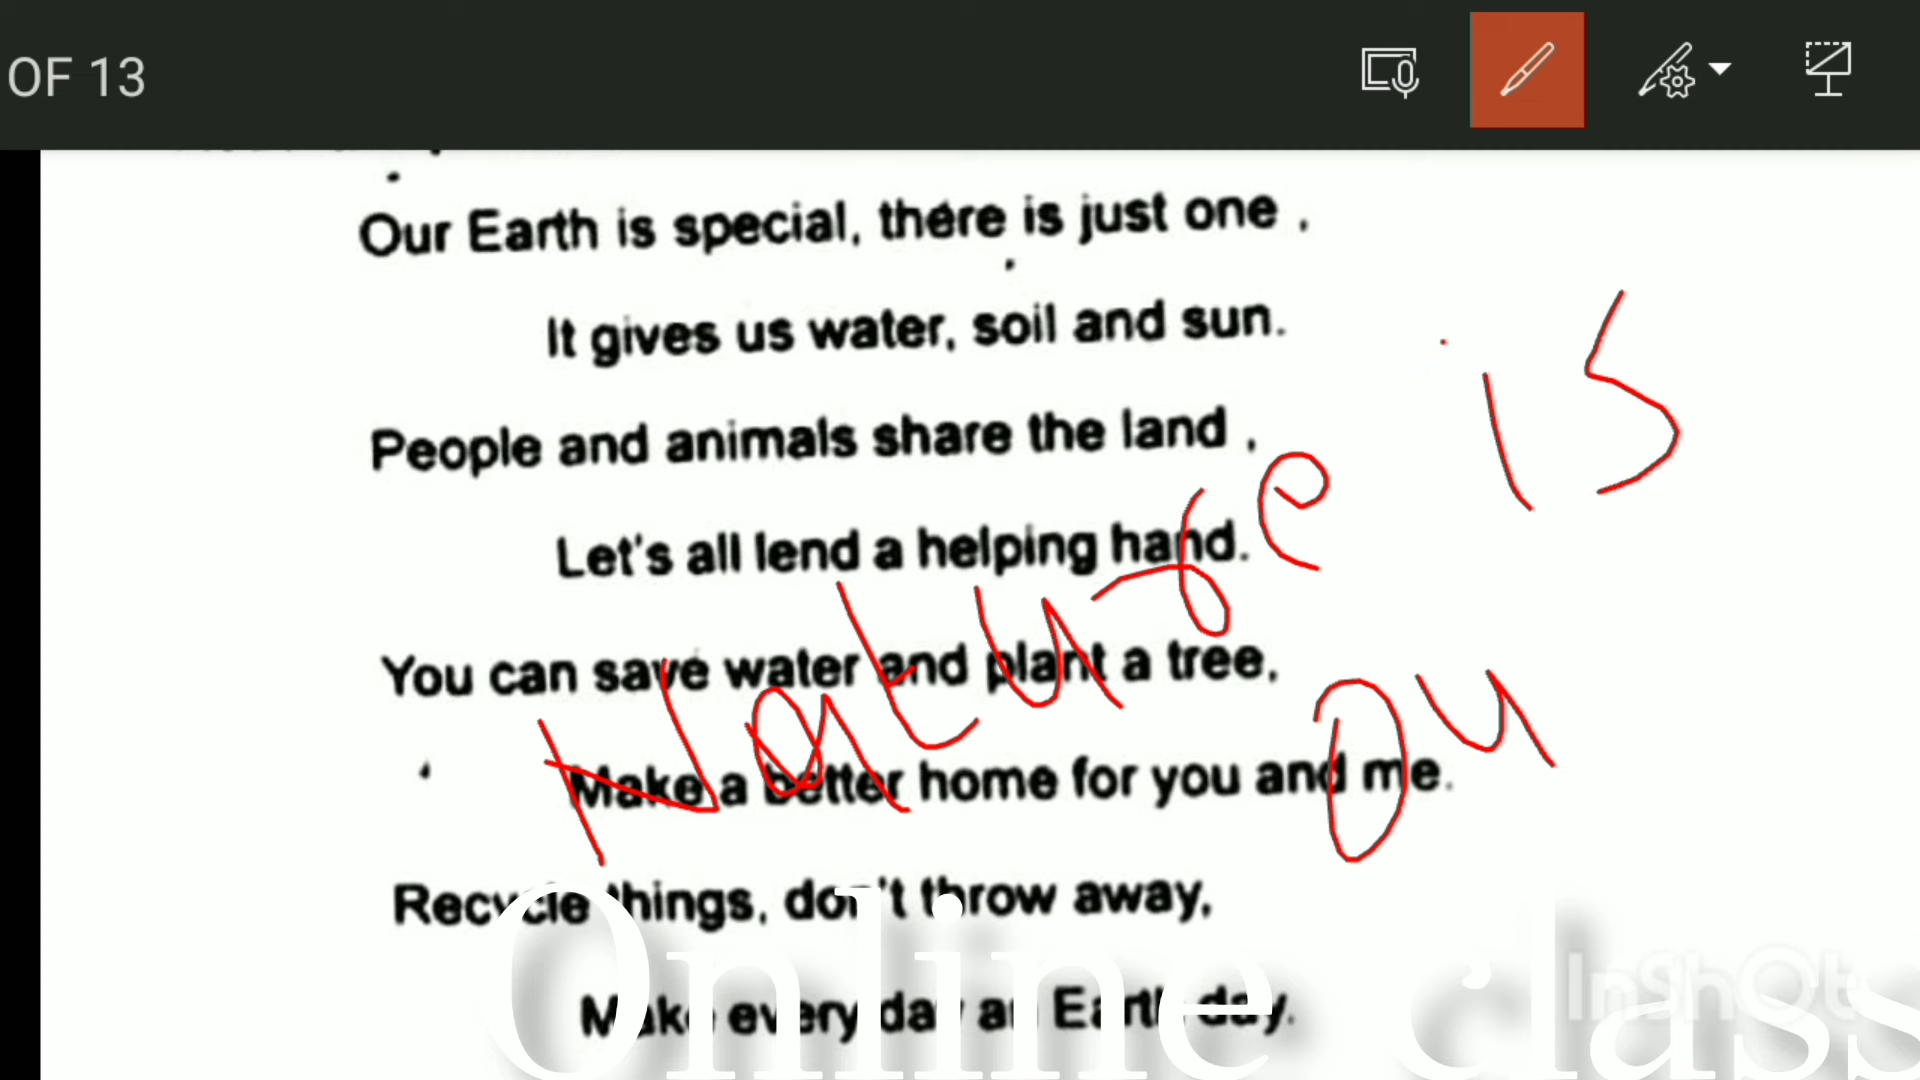 OF 13
Our Earth is special, there is just one ,
It gives us water, soil and sun.
People and animals share the land ,
Let's all lend a helping hand.
You can save water and plant a tree,
Make a better home for you and me.
Recycle things, don't throw away,
Make every day an Earth day.
Nature is
Ou
Online class
InShOt